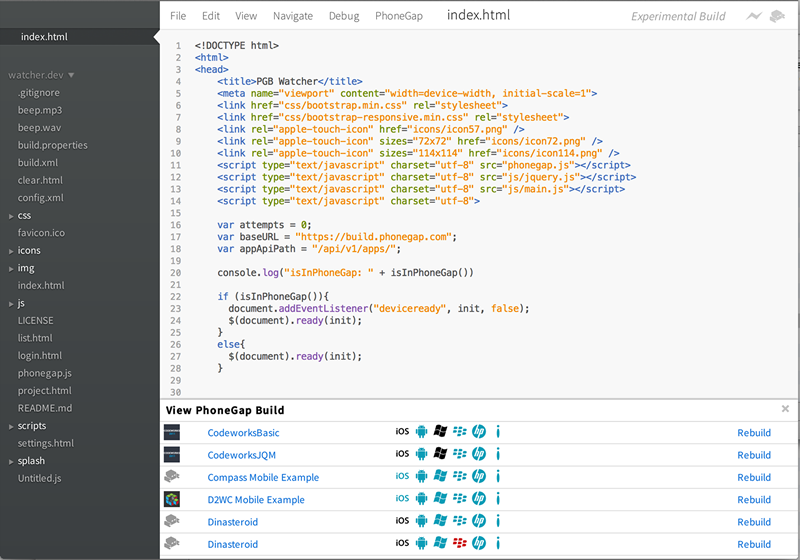 File Edit View Navigate Debug PhoneGap index.html Experimental Build
index.html
watcher.dev
.gitignore
beep.mp3
beep.wav
build.properties
build.xml
clear.html
config.xml
css
favicon.ico
icons
img
index.html
js
LICENSE
list.html
login.html
phonegap.js
project.html
README.md
scripts
settings.html
splash
Untitled.js
1 <!DOCTYPE html>
2 <html>
3 <head>
4 <title>PGB Watcher</title>
5 <meta name="viewport" content="width=device-width, initial-scale=1">
6 <link href="css/bootstrap.min.css" rel="stylesheet">
7 <link href="css/bootstrap-responsive.min.css" rel="stylesheet">
8 <link rel="apple-touch-icon" href="icons/icon57.png" />
9 <link rel="apple-touch-icon" sizes="72x72" href="icons/icon72.png" />
10 <link rel="apple-touch-icon" sizes="114x114" href="icons/icon114.png" />
11 <script type="text/javascript" charset="utf-8" src="phonegap.js"></script>
12 <script type="text/javascript" charset="utf-8" src="js/jquery.js"></script>
13 <script type="text/javascript" charset="utf-8" src="js/main.js"></script>
14 <script type="text/javascript" charset="utf-8">
15
16 var attempts = 0;
17 var baseURL = "https://build.phonegap.com";
18 var appApiPath = "/api/v1/apps/";
19
20 console.log("isInPhoneGap: " + isInPhoneGap())
21
22 if (isInPhoneGap()){
23 document.addEventListener("deviceready", init, false);
24 $(document).ready(init);
25 }
26 else{
27 $(document).ready(init);
28 }
29
30
View PhoneGap Build
CodeworksBasic iOS hp Rebuild
CodeworksJQM iOS hp Rebuild
Compass Mobile Example iOS hp Rebuild
D2WC Mobile Example iOS hp Rebuild
Dinasteroid iOS hp Rebuild
Dinasteroid iOS hp Rebuild